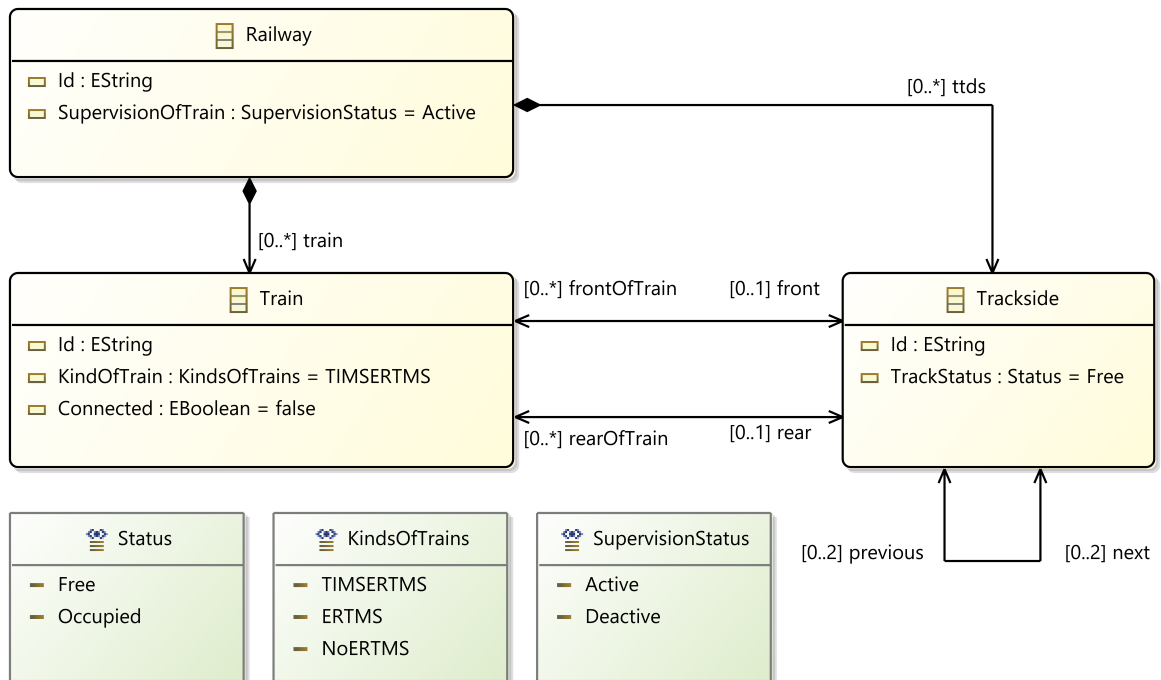 Railway
Id : EString
SupervisionOfTrain : SupervisionStatus = Active
[0..*] ttds
[0..*] train
Train
Id : EString
KindOfTrain : KindsOfTrains = TIMSERTMS
Connected : EBoolean = false
[0..*] frontOfTrain
[0..1] front
[0..*] rearOfTrain
[0..1] rear
Trackside
Id : EString
TrackStatus : Status = Free
[0..2] previous
[0..2] next
Status
Free
Occupied
KindsOfTrains
TIMSERTMS
ERTMS
NoERTMS
SupervisionStatus
Active
Deactive